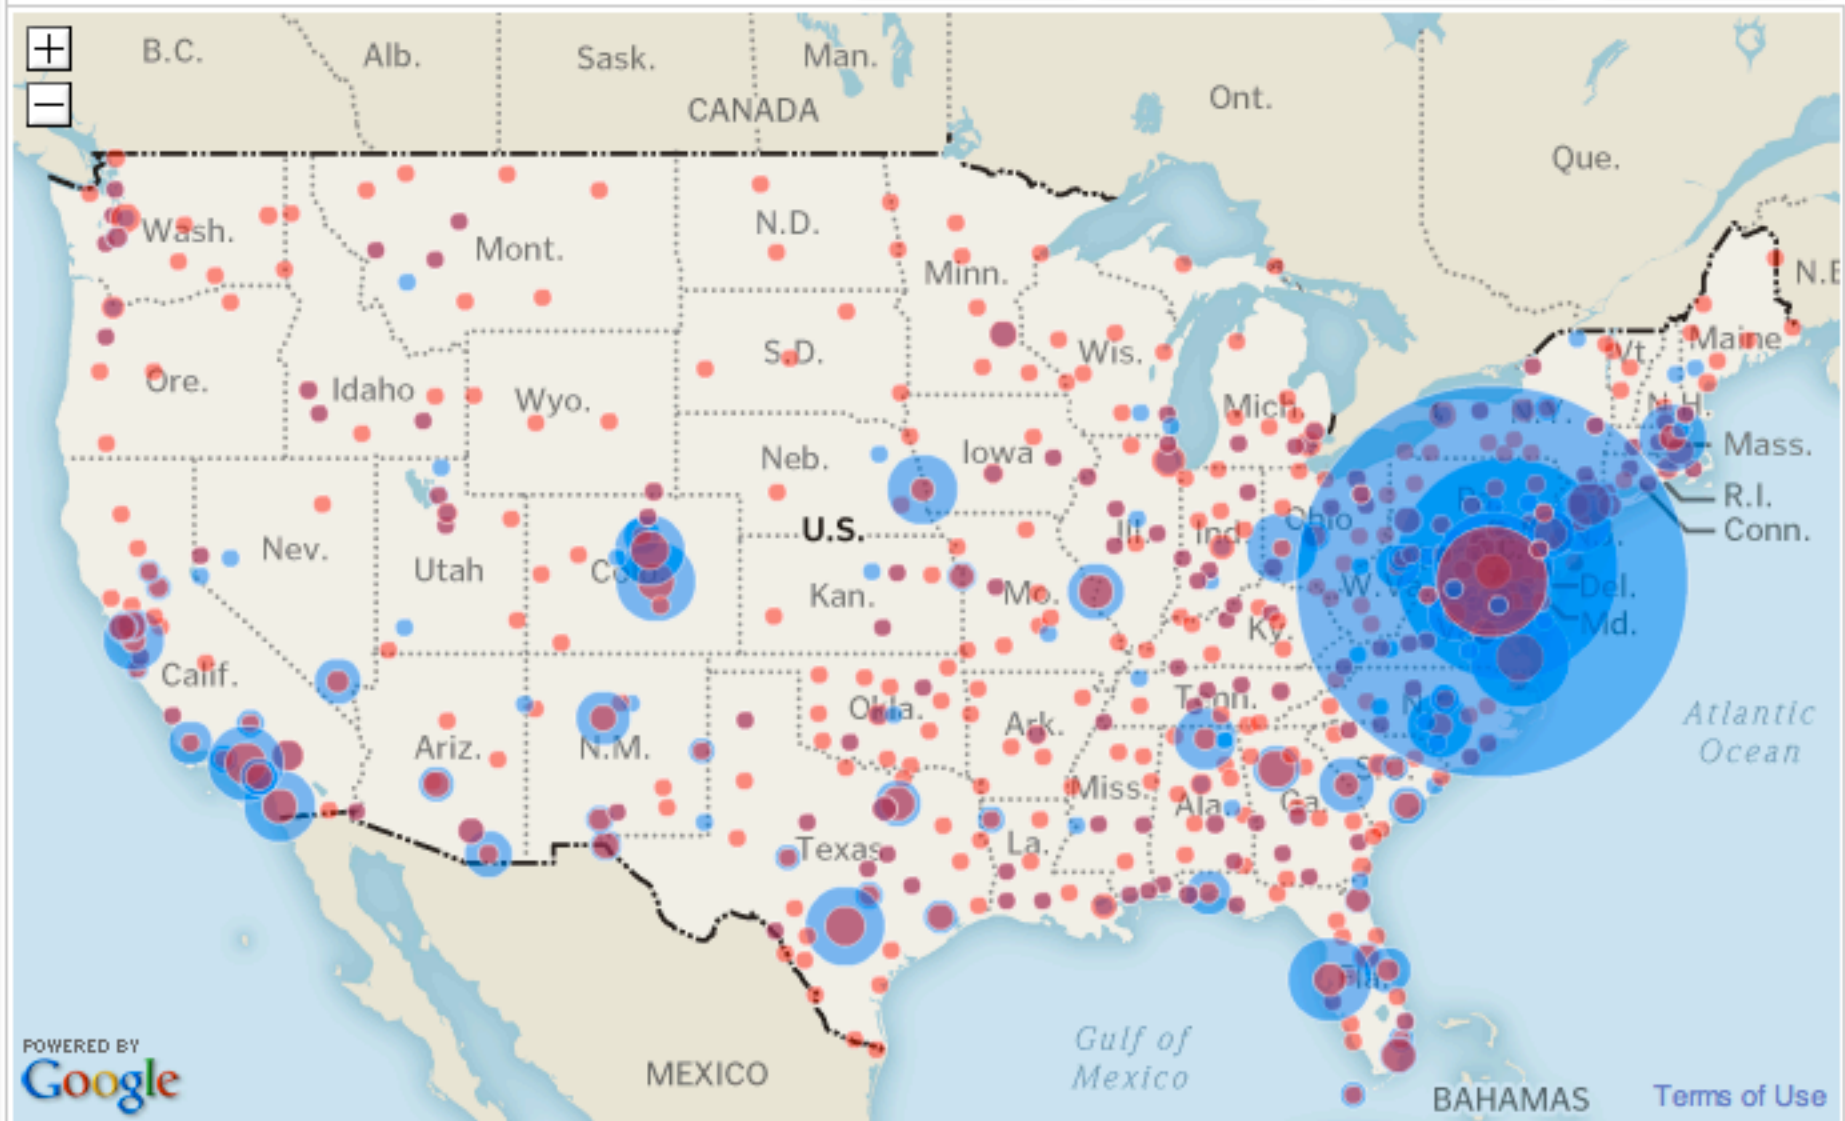 +
−
B.C.
Alb.
Sask.
Man.
CANADA
Ont.
Que.
Wash.
Mont.
N.D.
Minn.
N.B
Ore.
Idaho
Wyo.
S.D.
Wis.
Mich.
Vt.
Maine
N.H.
N.Y.
Mass.
R.I.
Conn.
Nev.
Utah
Neb.
Iowa
U.S.
Ill.
Ind.
Ohio
Calif.
Kan.
Mo.
Ky.
W.Va.
Del.
Md.
Ariz.
N.M.
Okla.
Ark.
Tenn.
Atlantic
Ocean
Texas
La.
Miss.
Ala.
Ga.
Fla.
Gulf of
Mexico
MEXICO
BAHAMAS
POWERED BY
Google
Terms of Use